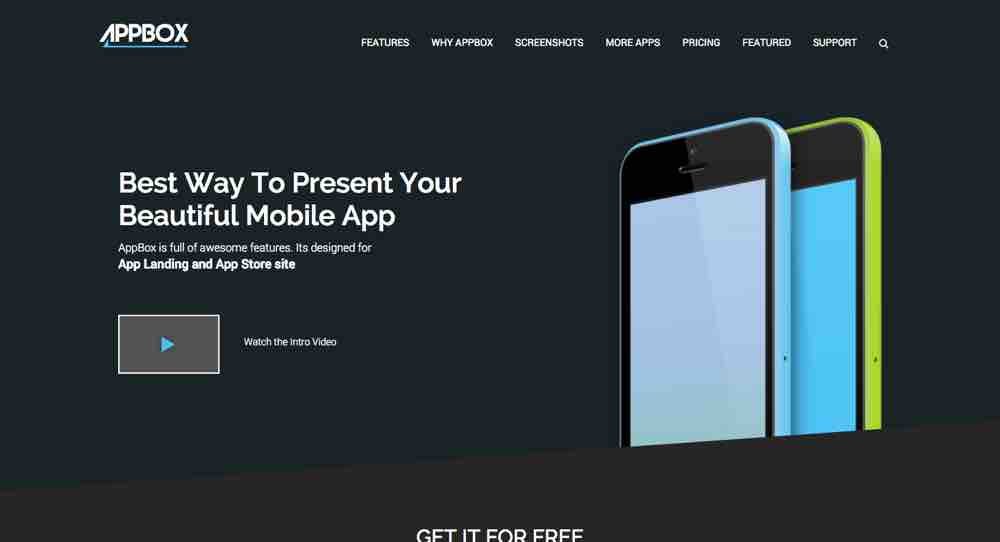 APPBOX
FEATURES WHY APPBOX SCREENSHOTS MORE APPS PRICING FEATURED SUPPORT
Best Way To Present Your
Beautiful Mobile App
AppBox is full of awesome features. Its designed for
App Landing and App Store site
Watch the Intro Video
GET IT FOR FREE